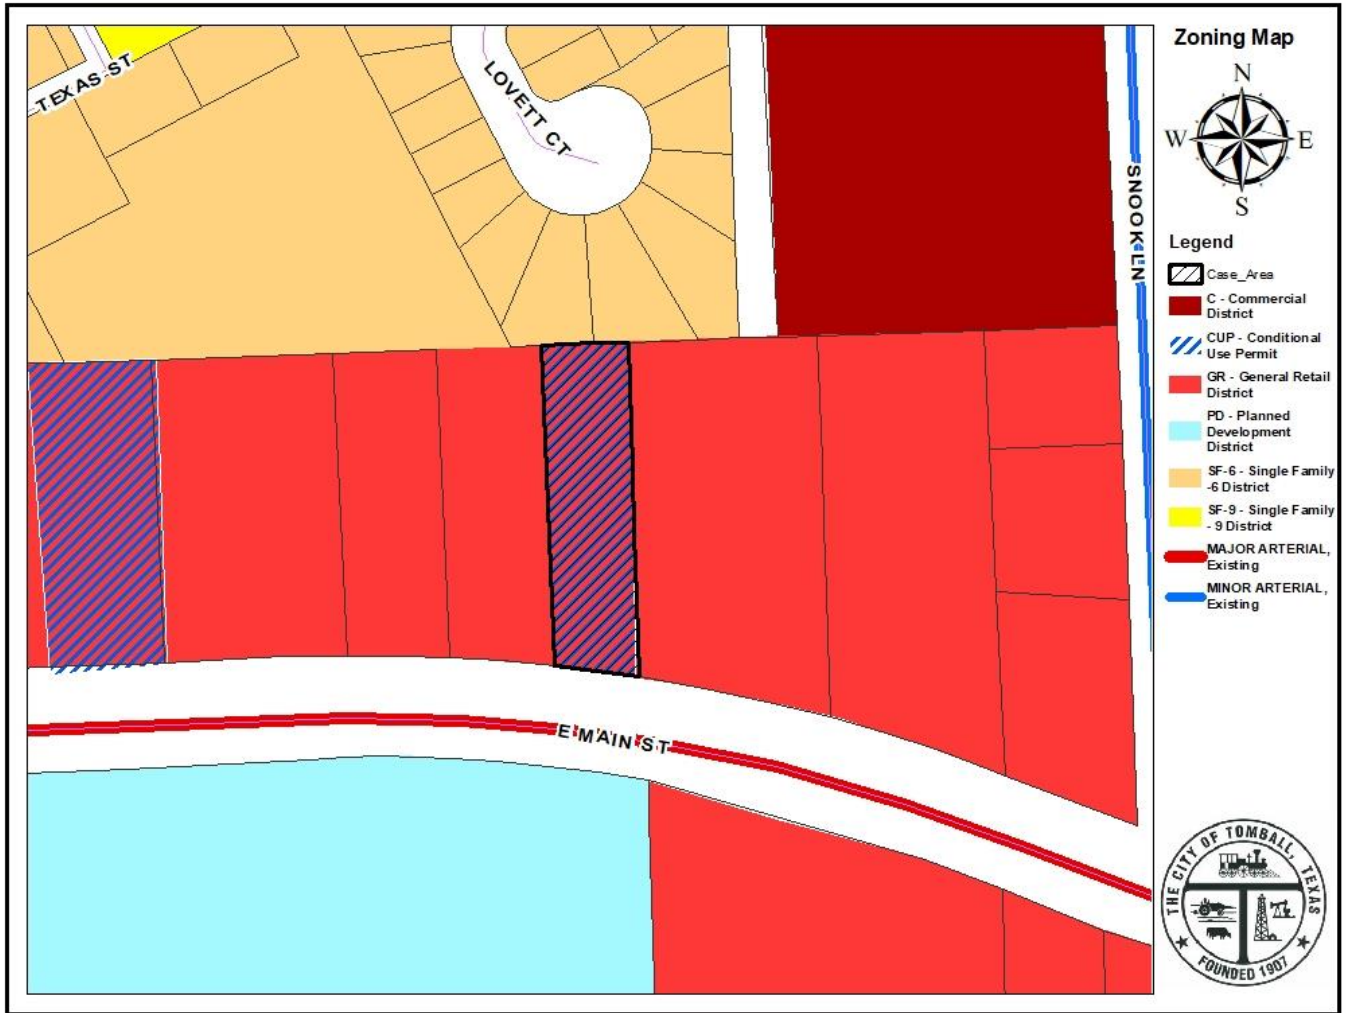 Zoning Map
N
W E
S
Legend
Case_Area
C - Commercial
District
CUP - Conditional
Use Permit
GR - General Retail
District
PD - Planned
Development
District
SF-6 - Single Family
-6 District
SF-9 - Single Family
- 9 District
MAJOR ARTERIAL,
Existing
MINOR ARTERIAL,
Existing
TEXAS ST
LOVETT CT
SNOOK LN
E MAIN ST
THE CITY OF TOMBALL, TEXAS
FOUNDED 1907